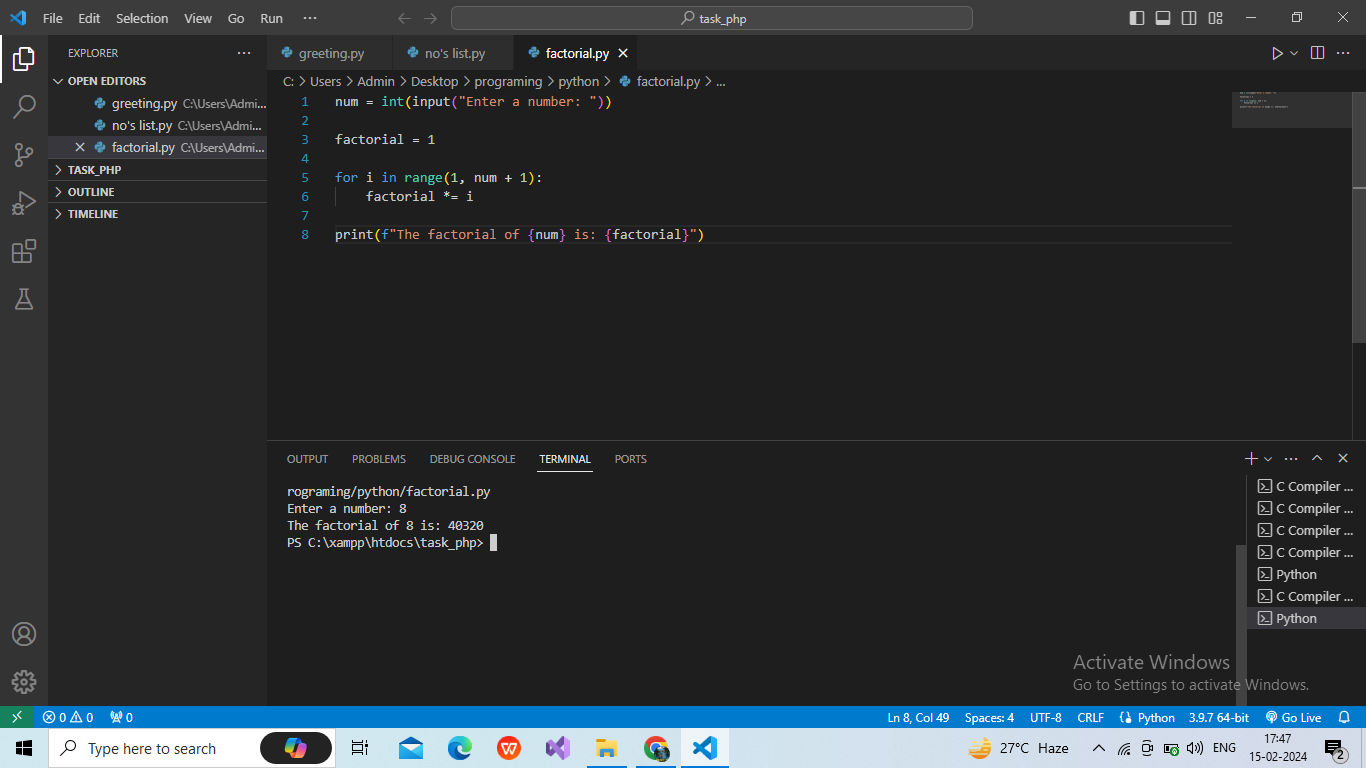 File Edit Selection View Go Run ···
task_php
EXPLORER
OPEN EDITORS
greeting.py C:\Users\Admi...
no's list.py C:\Users\Admi...
factorial.py C:\Users\Admi...
TASK_PHP
OUTLINE
TIMELINE
greeting.py no's list.py factorial.py
C: > Users > Admin > Desktop > programing > python > factorial.py > ...
1 num = int(input("Enter a number: "))
2
3 factorial = 1
4
5 for i in range(1, num + 1):
6     factorial *= i
7
8 print(f"The factorial of {num} is: {factorial}")
OUTPUT PROBLEMS DEBUG CONSOLE TERMINAL PORTS
rograming/python/factorial.py
Enter a number: 8
The factorial of 8 is: 40320
PS C:\xampp\htdocs\task_php>
C Compiler ...
C Compiler ...
C Compiler ...
C Compiler ...
Python
C Compiler ...
Python
Activate Windows
Go to Settings to activate Windows.
0 0 0 Ln 8, Col 49 Spaces: 4 UTF-8 CRLF Python 3.9.7 64-bit Go Live
Type here to search
27°C Haze ENG
17:47
15-02-2024
2